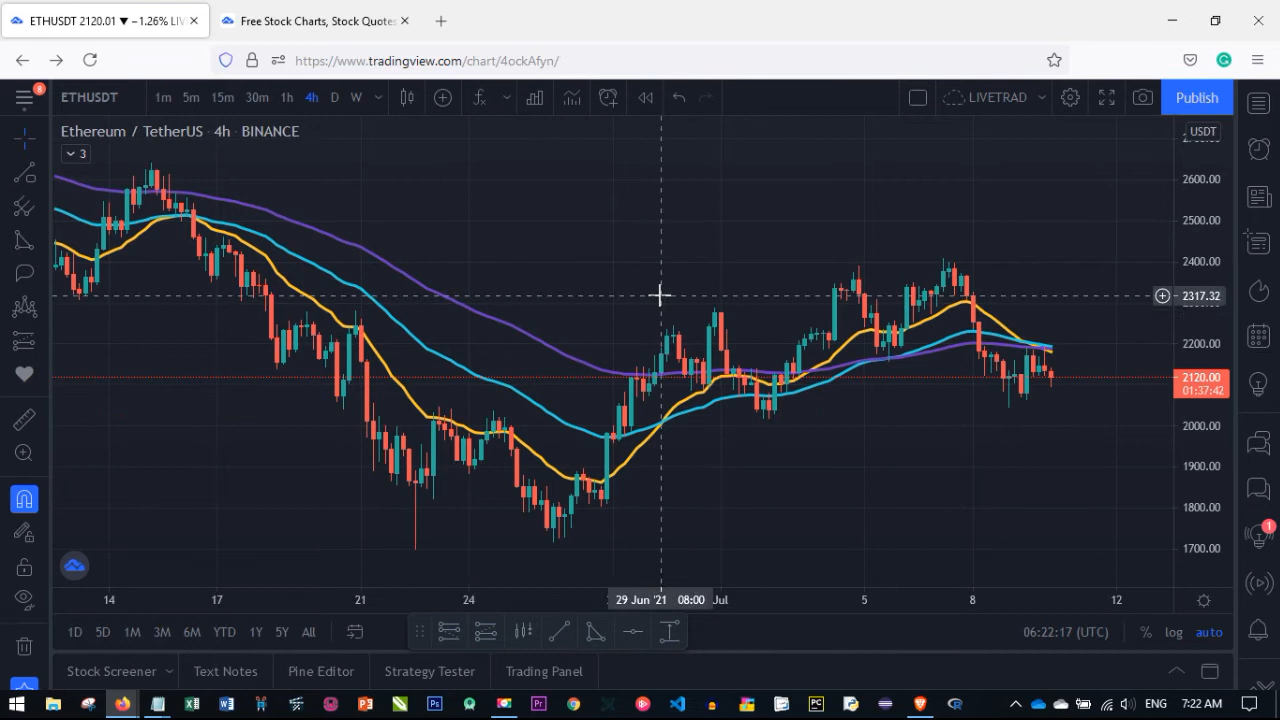 ETHUSDT 2120.01 ▼ −1.26% LIV
Free Stock Charts, Stock Quotes
https://www.tradingview.com/chart/4ockAfyn/
8
ETHUSDT 1m 5m 15m 30m 1h 4h D W LIVETRAD Publish
Ethereum / TetherUS 4h · BINANCE
USDT
3
2600.00
2500.00
2400.00
2317.32
2200.00
2120.00
01:37:42
2000.00
1900.00
1800.00
1700.00
1
14 17 21 24 29 Jun '21 08:00 Jul 5 8 12
1D 5D 1M 3M 6M YTD 1Y 5Y All 06:22:17 (UTC) % log auto
Stock Screener Text Notes Pine Editor Strategy Tester Trading Panel
ENG 7:22 AM